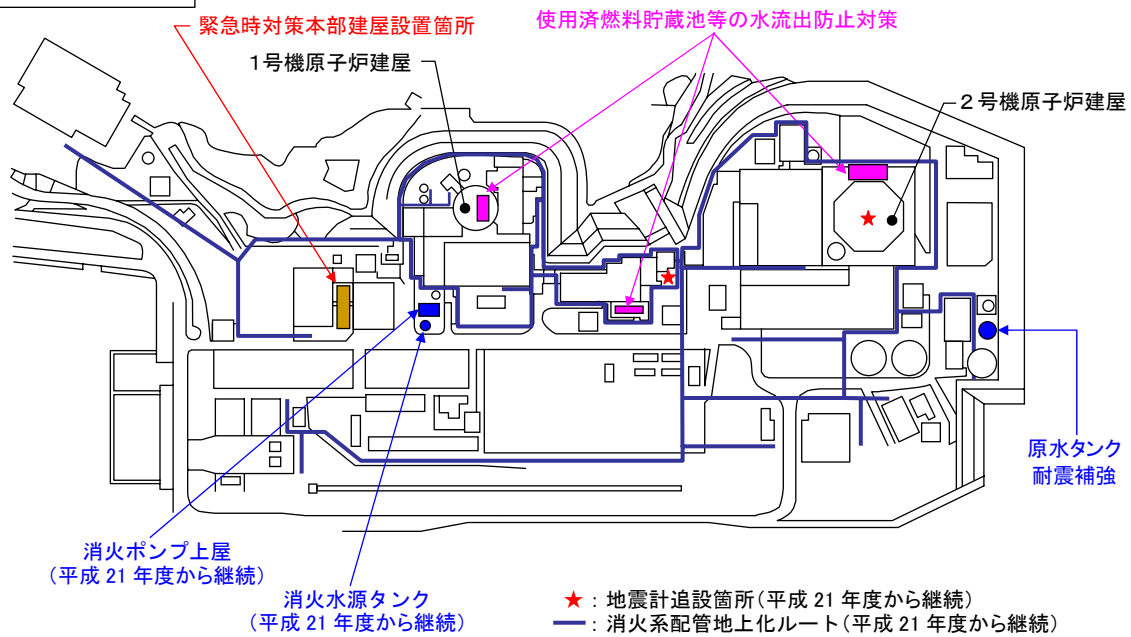 緊急時対策本部建屋設置箇所
使用済燃料貯蔵池等の水流出防止対策
1号機原子炉建屋
２号機原子炉建屋
原水タンク
耐震補強
消火ポンプ上屋
(平成 21 年度から継続)
消火水源タンク
(平成 21 年度から継続)
★：地震計追設箇所(平成 21 年度から継続)
：消火系配管地上化ルート(平成 21 年度から継続)